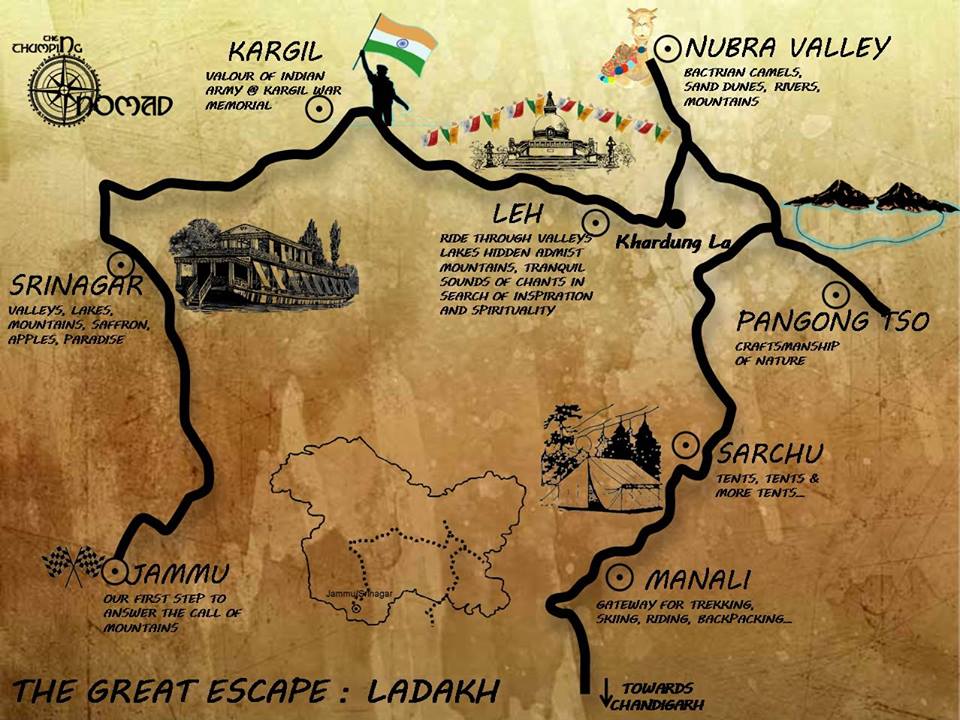 THE
THUMPING
NOMAD
KARGIL
VALOUR OF INDIAN
ARMY @ KARGIL WAR
MEMORIAL
NUBRA VALLEY
BACTRIAN CAMELS,
SAND DUNES, RIVERS,
MOUNTAINS
LEH
RIDE THROUGH VALLEYS
LAKES HIDDEN ADMIST
MOUNTAINS, TRANQUIL
SOUNDS OF CHANTS IN
SEARCH OF INSPIRATION
AND SPIRITUALITY
Khardung La
SRINAGAR
VALLEYS, LAKES,
MOUNTAINS, SAFFRON,
APPLES, PARADISE
PANGONG TSO
CRAFTSMANSHIP
OF NATURE
SARCHU
TENTS, TENTS &
MORE TENTS....
JAMMU
OUR FIRST STEP TO
ANSWER THE CALL OF
MOUNTAINS
Jammu/Srinagar
MANALI
GATEWAY FOR TREKKING,
SKIING, RIDING, BACKPACKING....
THE GREAT ESCAPE : LADAKH
TOWARDS
CHANDIGARH